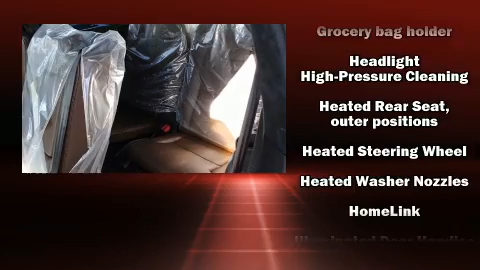 Grocery bag holder
Headlight
High-Pressure Cleaning
Heated Rear Seat,
outer positions
Heated Steering Wheel
Heated Washer Nozzles
HomeLink